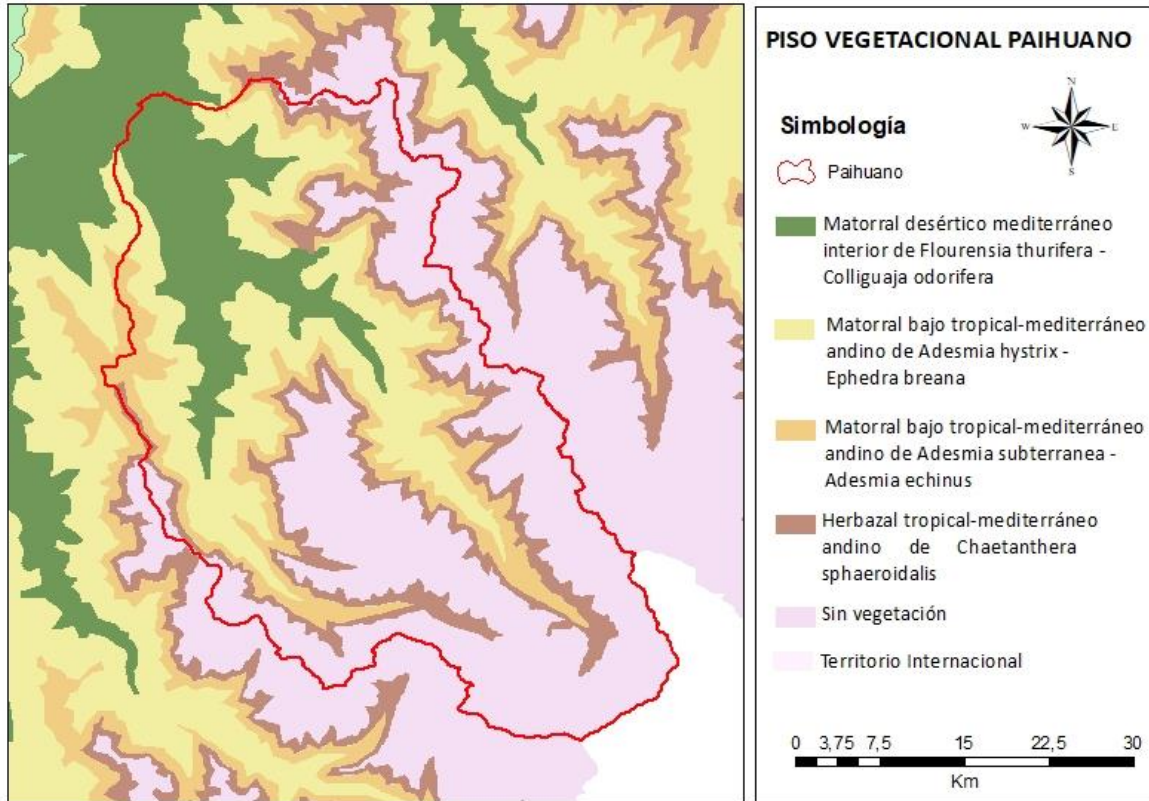 PISO VEGETACIONAL PAIHUANO
N
W
E
S
Simbología
Paihuano
Matorral desértico mediterráneo
interior de Flourensia thurifera -
Colliguaja odorifera
Matorral bajo tropical-mediterráneo
andino de Adesmia hystrix -
Ephedra breana
Matorral bajo tropical-mediterráneo
andino de Adesmia subterranea -
Adesmia echinus
Herbazal tropical-mediterráneo
andino de Chaetanthera
sphaeroidalis
Sin vegetación
Territorio Internacional
0 3,75 7,5 15 22,5 30
Km